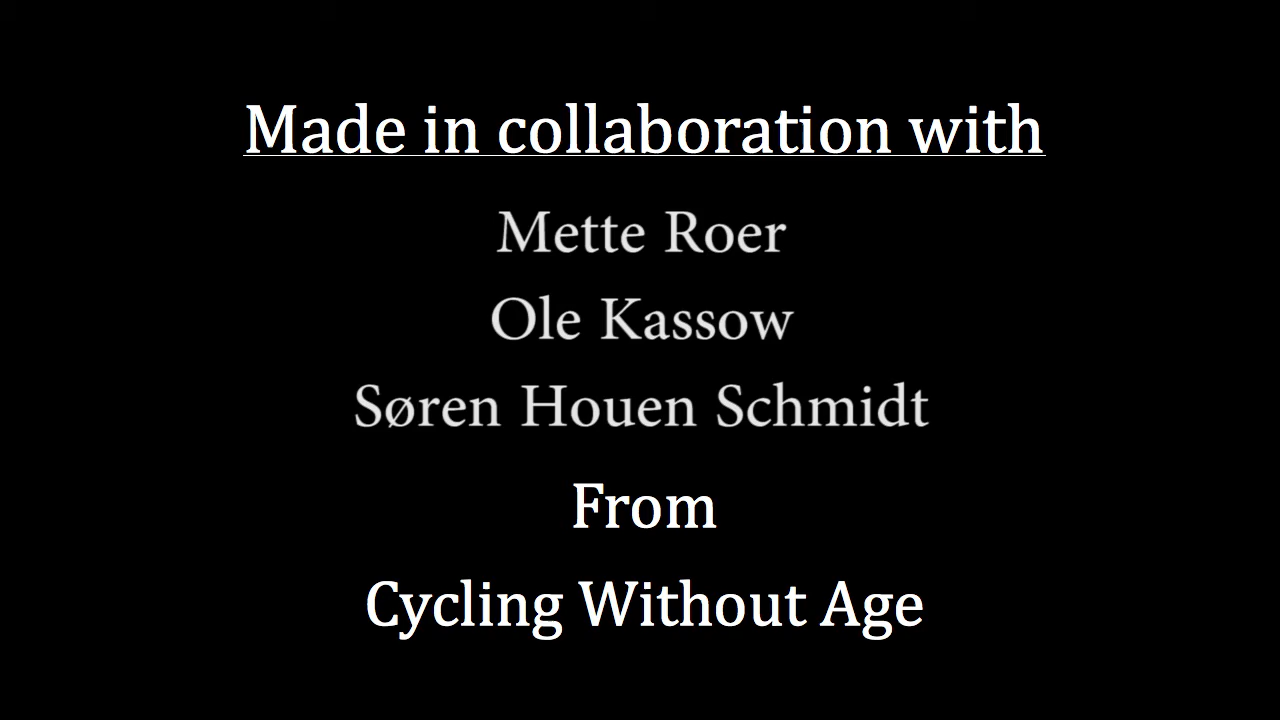 Made in collaboration with
Mette Roer
Ole Kassow
Søren Houen Schmidt
From
Cycling Without Age